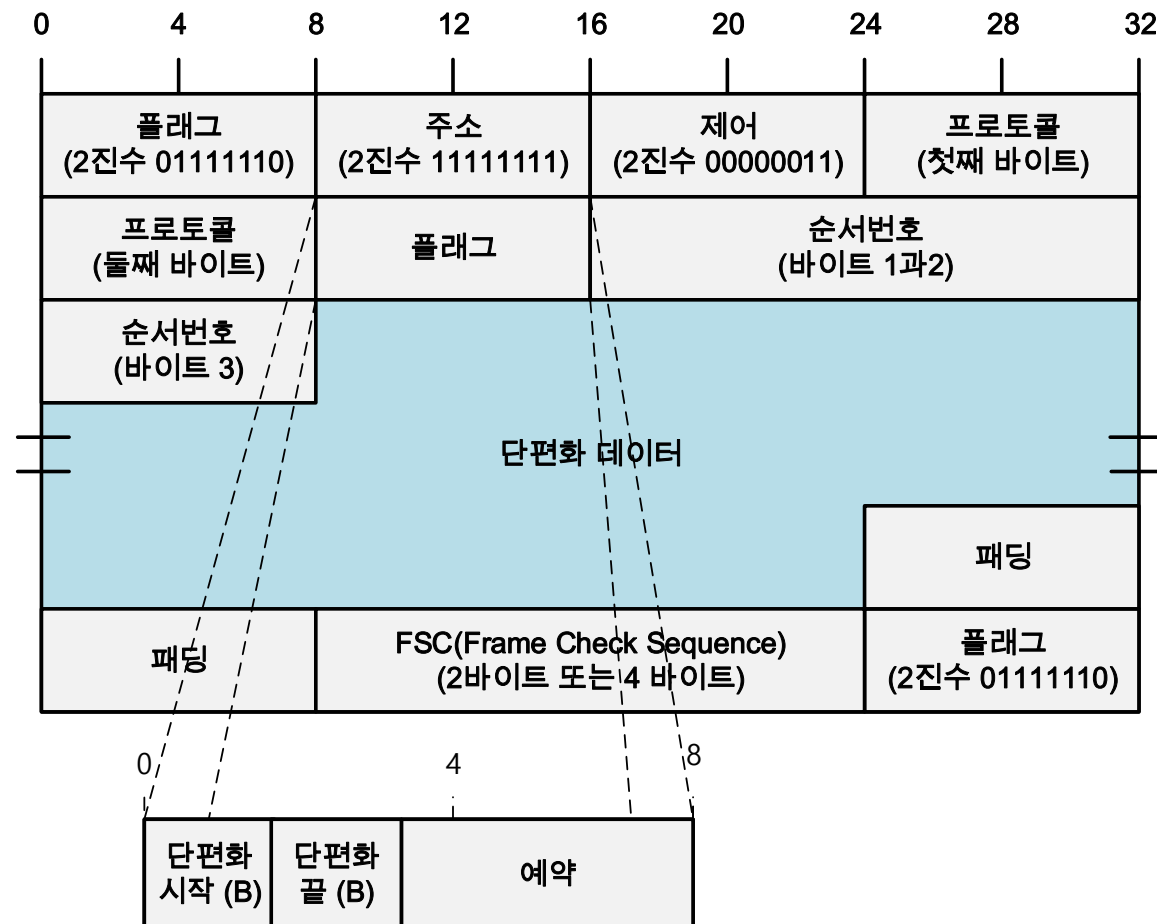 0 4 8 12 16 20 24 28 32
플래그
(2진수 01111110)
주소
(2진수 11111111)
제어
(2진수 00000011)
프로토콜
(첫째 바이트)
프로토콜
(둘째 바이트)
플래그
순서번호
(바이트 1과2)
순서번호
(바이트 3)
단편화 데이터
패딩
패딩
FSC(Frame Check Sequence)
(2바이트 또는 4 바이트)
플래그
(2진수 01111110)
0 4 8
단편화
시작 (B)
단편화
끝 (B)
예약